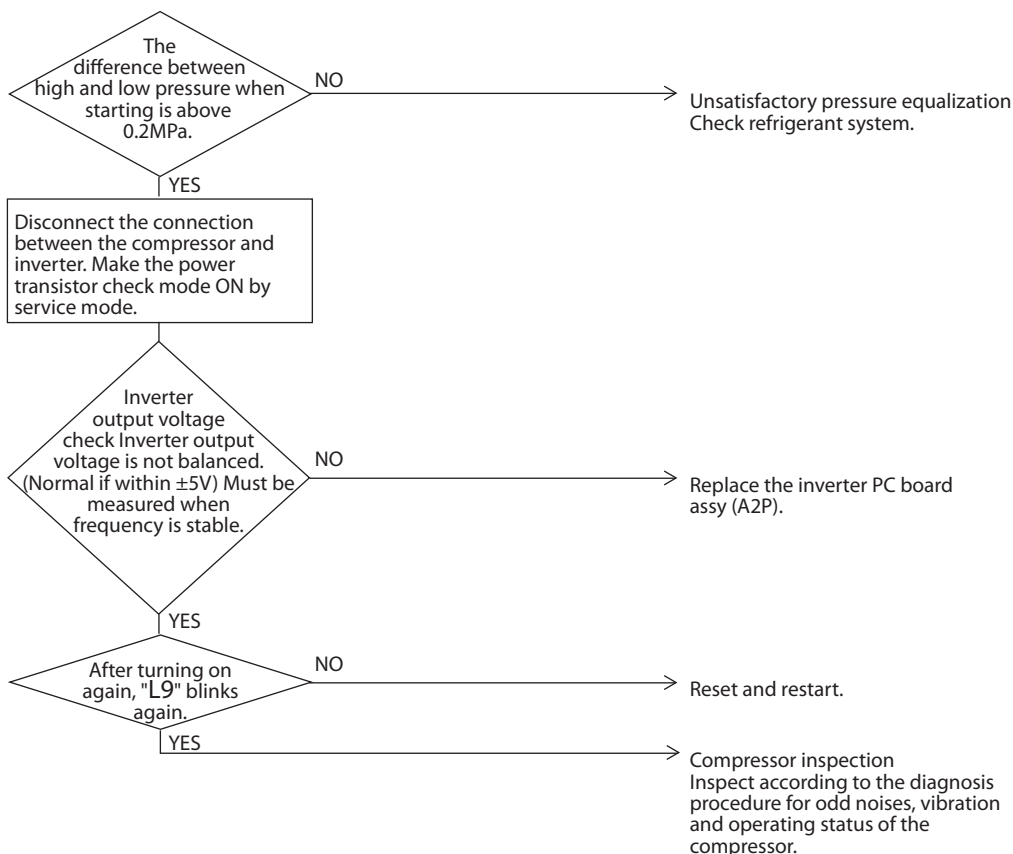 The
difference between
high and low pressure when
starting is above
0.2MPa.
NO
Unsatisfactory pressure equalization
Check refrigerant system.
YES
Disconnect the connection
between the compressor and
inverter. Make the power
transistor check mode ON by
service mode.
Inverter
output voltage
check Inverter output
voltage is not balanced.
(Normal if within ±5V) Must be
measured when
frequency is stable.
NO
Replace the inverter PC board
assy (A2P).
YES
After turning on
again, "L9" blinks
again.
NO
Reset and restart.
YES
Compressor inspection
Inspect according to the diagnosis
procedure for odd noises, vibration
and operating status of the
compressor.